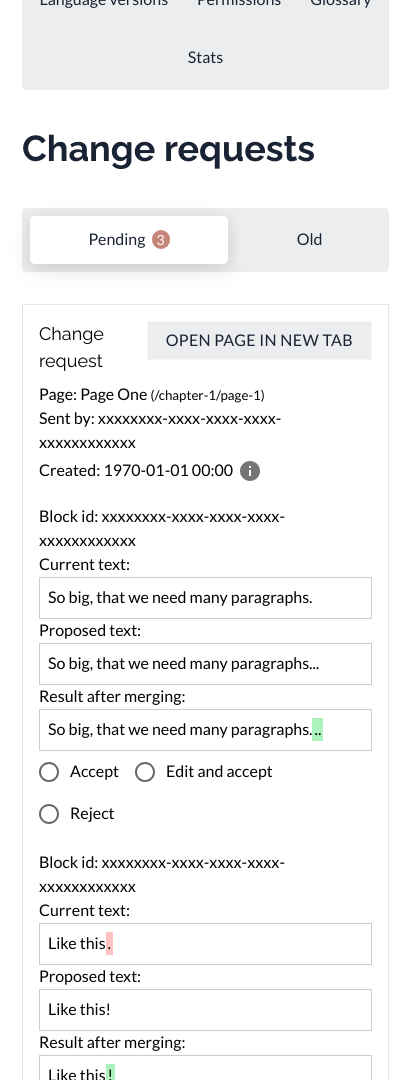 Language versions Permissions Glossary
Stats
Change requests
Pending 3
Old
Change
request
OPEN PAGE IN NEW TAB
Page: Page One (/chapter-1/page-1)
Sent by: xxxxxxxx-xxxx-xxxx-xxxx-
xxxxxxxxxxxx
Created: 1970-01-01 00:00 i
Block id: xxxxxxxx-xxxx-xxxx-xxxx-
xxxxxxxxxxxx
Current text:
So big, that we need many paragraphs.
Proposed text:
So big, that we need many paragraphs...
Result after merging:
So big, that we need many paragraphs...
Accept Edit and accept
Reject
Block id: xxxxxxxx-xxxx-xxxx-xxxx-
xxxxxxxxxxxx
Current text:
Like this.
Proposed text:
Like this!
Result after merging:
Like this!